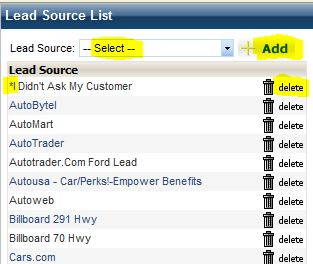 Lead Source List
Lead Source: -- Select -- Add
Lead Source
*I Didn't Ask My Customer delete
AutoBytel delete
AutoMart delete
AutoTrader delete
Autotrader.Com Ford Lead delete
Autousa - Car/Perks!-Empower Benefits delete
Autoweb delete
Billboard 291 Hwy delete
Billboard 70 Hwy delete
Cars.com delete